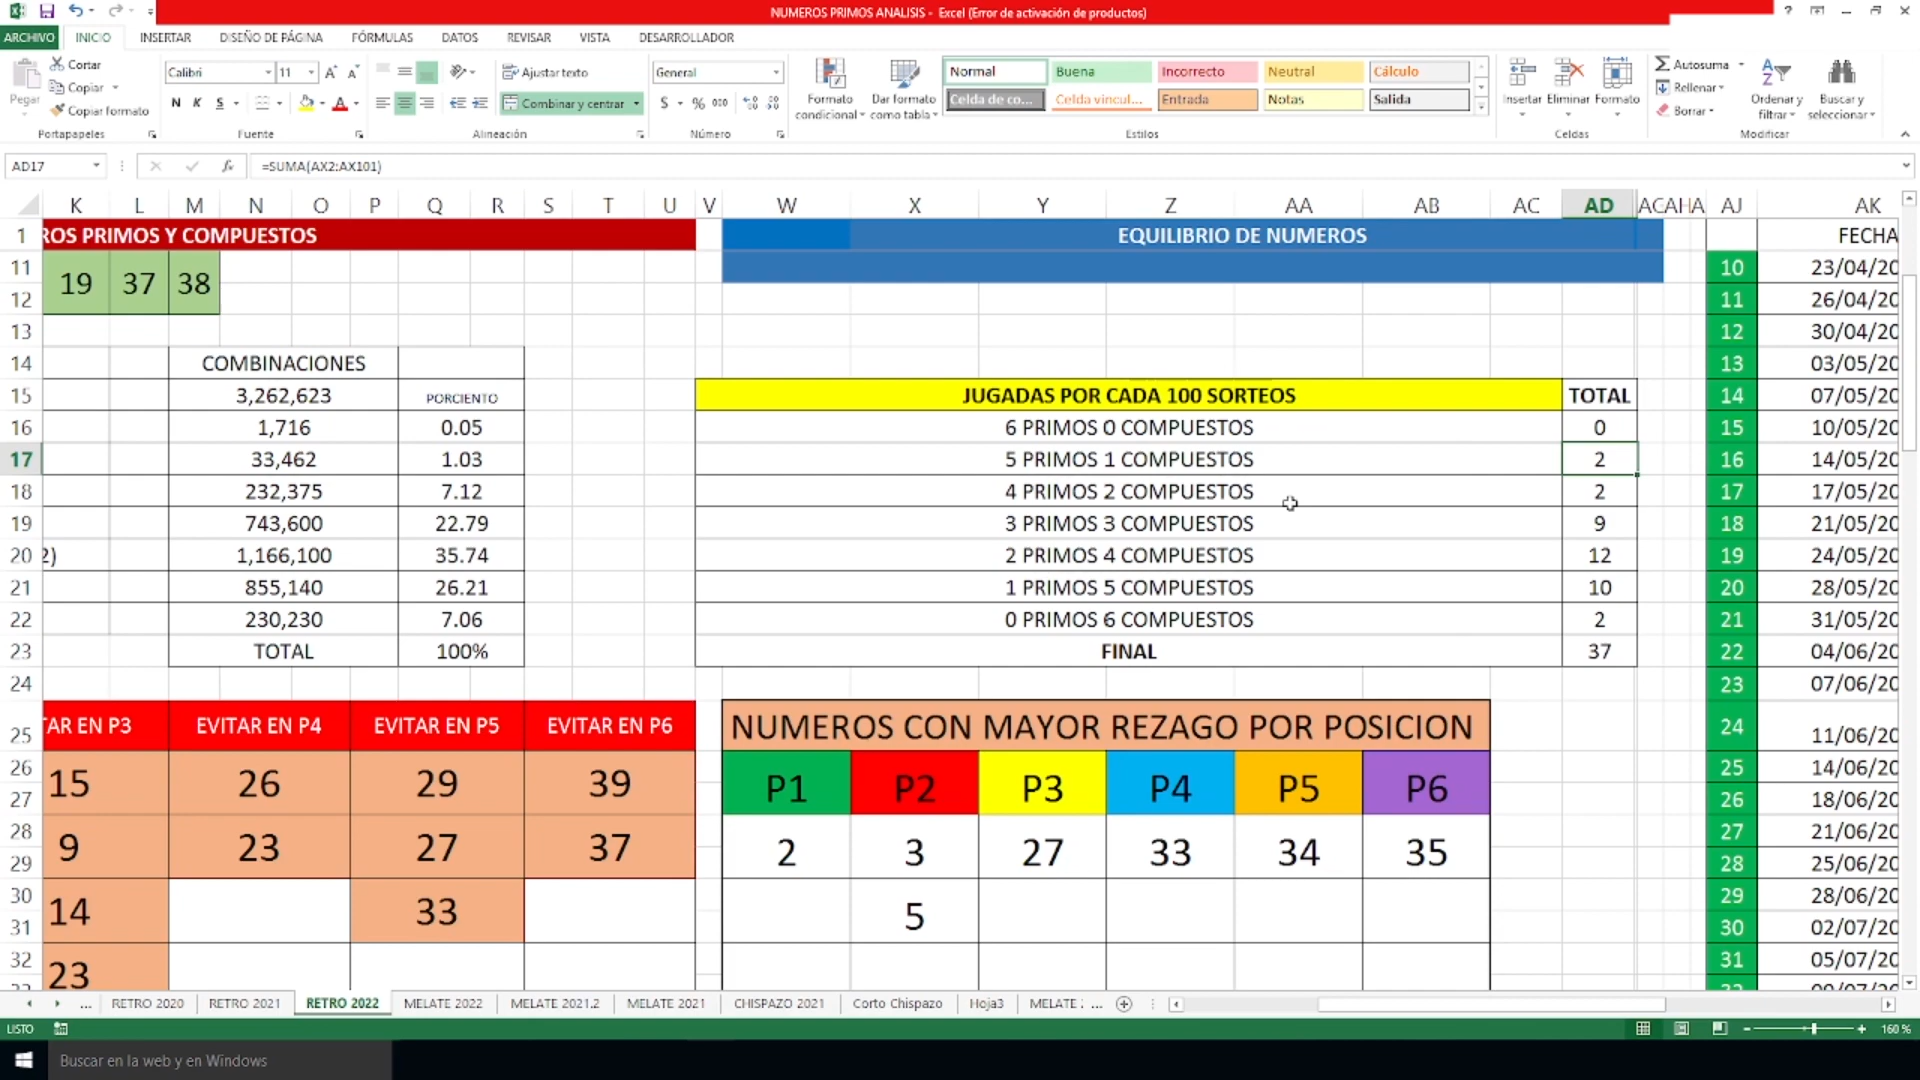 NUMEROS PRIMOS ANALISIS - Excel (Error de activación de productos)
ARCHIVO INICIO INSERTAR DISEÑO DE PÁGINA FÓRMULAS DATOS REVISAR VISTA DESARROLLADOR
Pegar
Cortar
Copiar
Copiar formato
Portapapeles
Calibri 11
N K S
Fuente
Ajustar texto
Combinar y centrar
Alineación
General
$ % 000
Número
Formato condicional
Dar formato como tabla
Normal Buena Incorrecto Neutral Cálculo
Celda de co... Celda vincul... Entrada Notas Salida
Estilos
Insertar Eliminar Formato
Celdas
Autosuma
Rellenar
Borrar
Ordenar y filtrar
Buscar y seleccionar
Modificar
AD17 fx =SUMA(AX2:AX101)
K L M N O P Q R S T U V W X Y Z AA AB AC AD AJ AK
1 ROS PRIMOS Y COMPUESTOS EQUILIBRIO DE NUMEROS FECHA
11 19 37 38 10 23/04/20
12 11 26/04/20
13 12 30/04/20
14 COMBINACIONES 13 03/05/20
15 3,262,623 PORCIENTO JUGADAS POR CADA 100 SORTEOS TOTAL 14 07/05/20
16 1,716 0.05 6 PRIMOS 0 COMPUESTOS 0 15 10/05/20
17 33,462 1.03 5 PRIMOS 1 COMPUESTOS 2 16 14/05/20
18 232,375 7.12 4 PRIMOS 2 COMPUESTOS 2 17 17/05/20
19 743,600 22.79 3 PRIMOS 3 COMPUESTOS 9 18 21/05/20
20 2) 1,166,100 35.74 2 PRIMOS 4 COMPUESTOS 12 19 24/05/20
21 855,140 26.21 1 PRIMOS 5 COMPUESTOS 10 20 28/05/20
22 230,230 7.06 0 PRIMOS 6 COMPUESTOS 2 21 31/05/20
23 TOTAL 100% FINAL 37 22 04/06/20
24 23 07/06/20
25 TAR EN P3 EVITAR EN P4 EVITAR EN P5 EVITAR EN P6 NUMEROS CON MAYOR REZAGO POR POSICION 24 11/06/20
26 15 26 29 39 P1 P2 P3 P4 P5 P6 25 14/06/20
27 26 18/06/20
28 9 23 27 37 2 3 27 33 34 35 27 21/06/20
29 28 25/06/20
30 14 33 5 29 28/06/20
31 30 02/07/20
32 23 31 05/07/20
... RETRO 2020 RETRO 2021 RETRO 2022 MELATE 2022 MELATE 2021.2 MELATE 2021 CHISPAZO 2021 Corto Chispazo Hoja3 MELATE ...
LISTO 160 %
Buscar en la web y en Windows